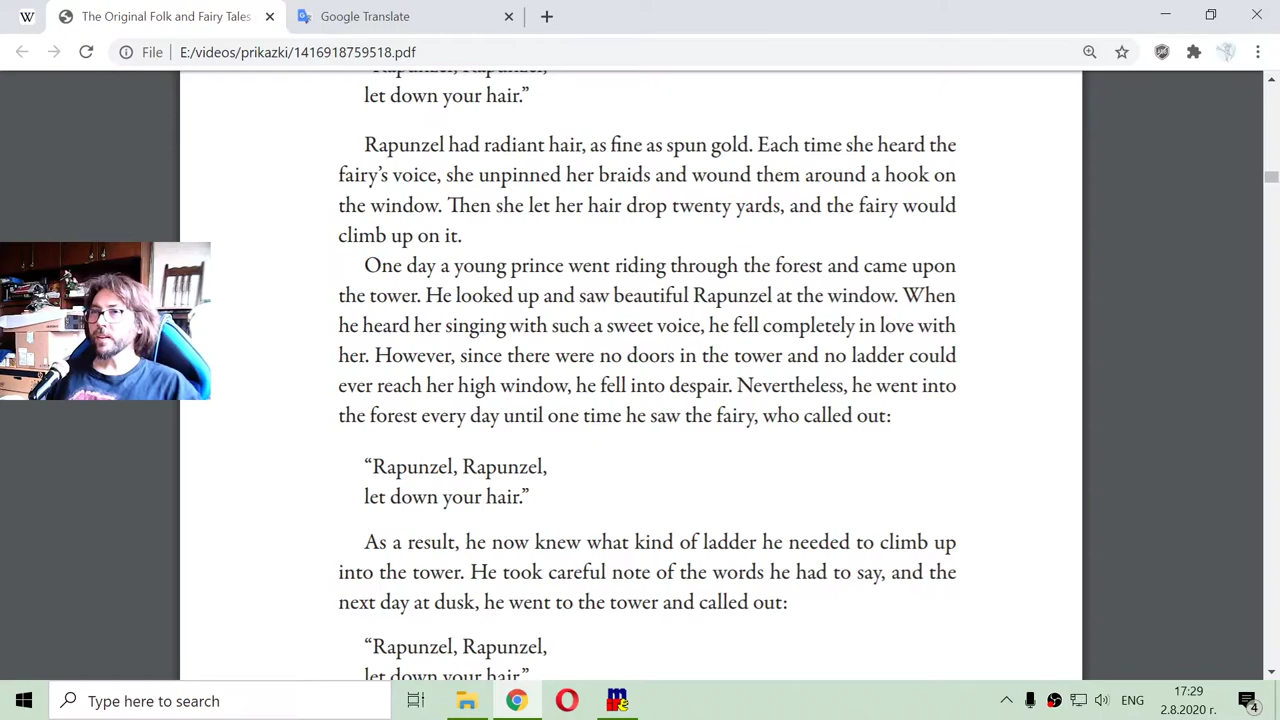 The Original Folk and Fairy Tales
Google Translate
File
E:/videos/prikazki/1416918759518.pdf
"Rapunzel, Rapunzel,
let down your hair.”
Rapunzel had radiant hair, as fine as spun gold. Each time she heard the
fairy’s voice, she unpinned her braids and wound them around a hook on
the window. Then she let her hair drop twenty yards, and the fairy would
climb up on it.
One day a young prince went riding through the forest and came upon
the tower. He looked up and saw beautiful Rapunzel at the window. When
he heard her singing with such a sweet voice, he fell completely in love with
her. However, since there were no doors in the tower and no ladder could
ever reach her high window, he fell into despair. Nevertheless, he went into
the forest every day until one time he saw the fairy, who called out:
“Rapunzel, Rapunzel,
let down your hair.”
As a result, he now knew what kind of ladder he needed to climb up
into the tower. He took careful note of the words he had to say, and the
next day at dusk, he went to the tower and called out:
“Rapunzel, Rapunzel,
let down your hair”
Type here to search
ENG
17:29
2.8.2020 г.
4